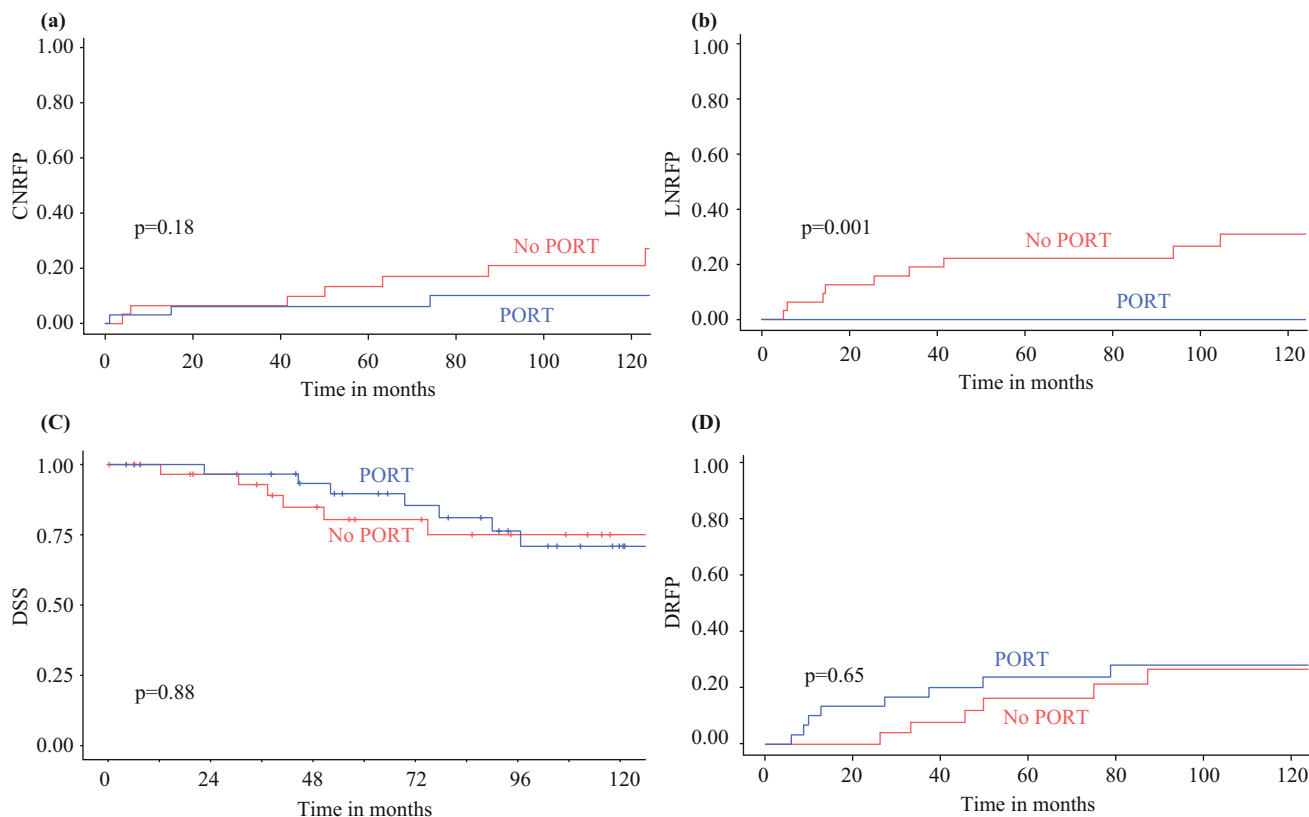 (a)
1.00
0.80
0.60
CNRFP
0.40
p=0.18
No PORT
0.20
PORT
0.00
0 20 40 60 80 100 120
Time in months
(b)
1.00
0.80
0.60
LNRFP
0.40
p=0.001
No PORT
0.20
PORT
0.00
0 20 40 60 80 100 120
Time in months
(C)
1.00
PORT
No PORT
0.75
DSS
0.50
0.25
p=0.88
0.00
0 24 48 72 96 120
Time in months
(D)
1.00
0.80
0.60
DRFP
0.40
PORT
p=0.65
0.20
No PORT
0.00
0 20 40 60 80 100 120
Time in months